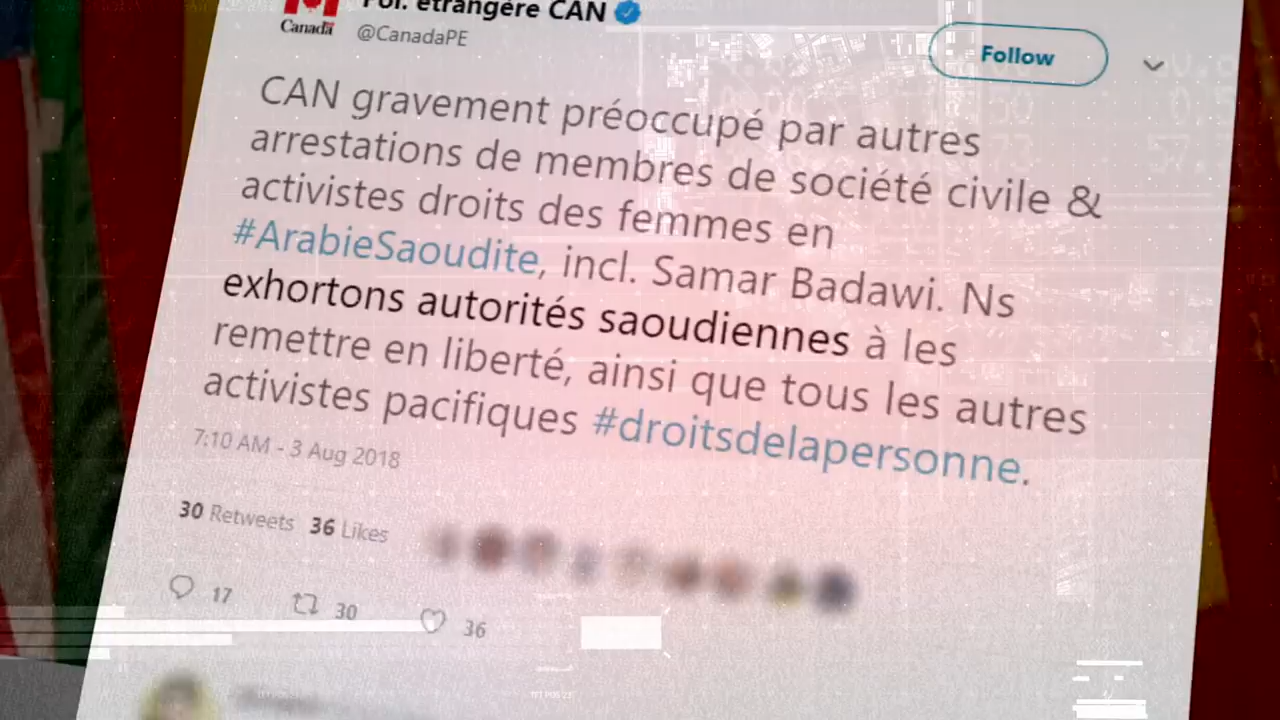 Pol. étrangère CAN
Canada
@CanadaPE
Follow
CAN gravement préoccupé par autres
arrestations de membres de société civile &
activistes droits des femmes en
#ArabieSaoudite, incl. Samar Badawi. Ns
exhortons autorités saoudiennes à les
remettre en liberté, ainsi que tous les autres
activistes pacifiques #droitsdelapersonne.
7:10 AM - 3 Aug 2018
30 Retweets 36 Likes
17 30 36